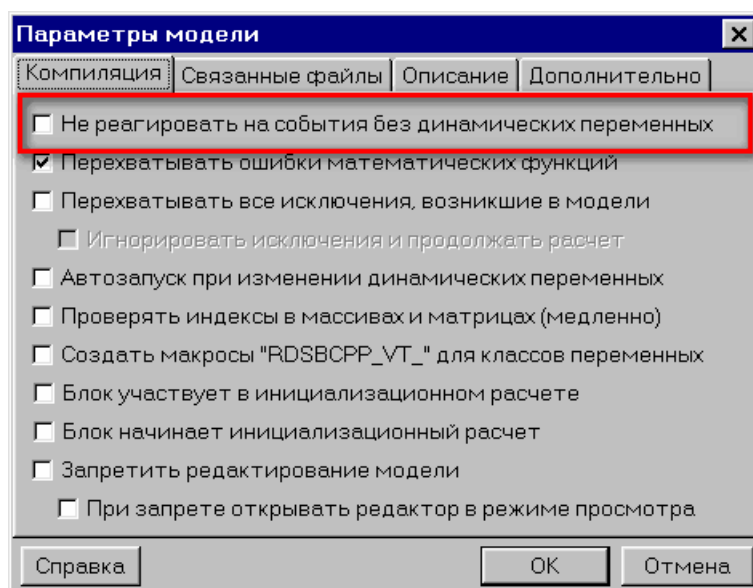 Параметры модели
Компиляция Связанные файлы Описание Дополнительно
Не реагировать на события без динамических переменных
Перехватывать ошибки математических функций
Перехватывать все исключения, возникшие в модели
Игнорировать исключения и продолжать расчет
Автозапуск при изменении динамических переменных
Проверять индексы в массивах и матрицах (медленно)
Создать макросы "RDSBCPP_VT_" для классов переменных
Блок участвует в инициализационном расчете
Блок начинает инициализационный расчет
Запретить редактирование модели
При запрете открывать редактор в режиме просмотра
Справка OK Отмена